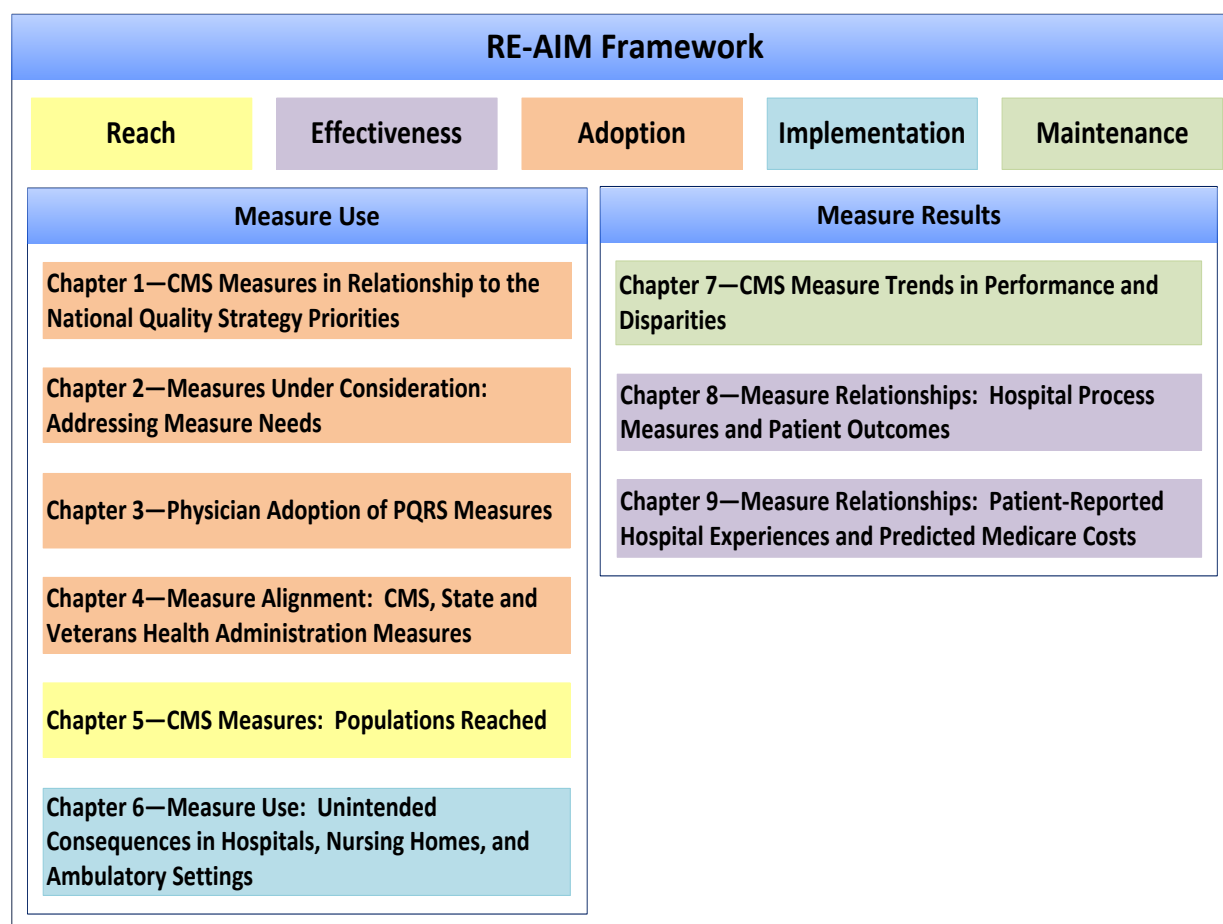 RE-AIM Framework
Reach
Effectiveness
Adoption
Implementation
Maintenance
Measure Use
Chapter 1—CMS Measures in Relationship to the
National Quality Strategy Priorities
Chapter 2—Measures Under Consideration:
Addressing Measure Needs
Chapter 3—Physician Adoption of PQRS Measures
Chapter 4—Measure Alignment:  CMS, State and
Veterans Health Administration Measures
Chapter 5—CMS Measures:  Populations Reached
Chapter 6—Measure Use:  Unintended
Consequences in Hospitals, Nursing Homes, and
Ambulatory Settings
Measure Results
Chapter 7—CMS Measure Trends in Performance and
Disparities
Chapter 8—Measure Relationships:  Hospital Process
Measures and Patient Outcomes
Chapter 9—Measure Relationships:  Patient-Reported
Hospital Experiences and Predicted Medicare Costs